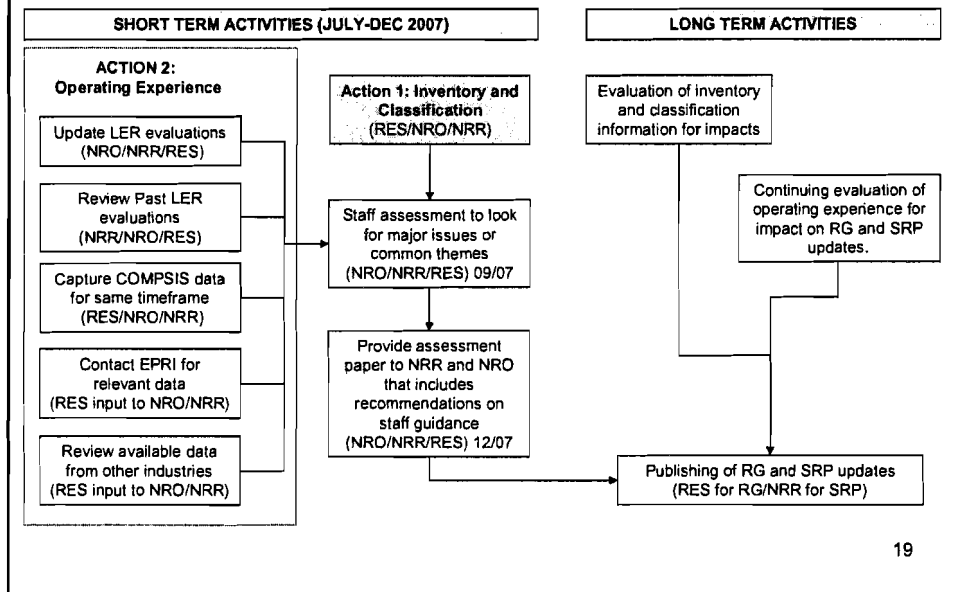 SHORT TERM ACTIVITIES (JULY-DEC 2007)
LONG TERM ACTIVITIES
ACTION 2:
Operating Experience
Update LER evaluations
(NRO/NRR/RES)
Review Past LER
evaluations
(NRR/NRO/RES)
Capture COMPSIS data
for same timeframe
(RES/NRO/NRR)
Contact EPRI for
relevant data
(RES input to NRO/NRR)
Review available data
from other industries
(RES input to NRO/NRR)
Action 1: Inventory and
Classification
(RES/NRO/NRR)
Staff assessment to look
for major issues or
common themes
(NRO/NRR/RES) 09/07
Provide assessment
paper to NRR and NRO
that includes
recommendations on
staff guidance
(NRO/NRR/RES) 12/07
Evaluation of inventory
and classification
information for impacts
Continuing evaluation of
operating experience for
impact on RG and SRP
updates.
Publishing of RG and SRP updates
(RES for RG/NRR for SRP)
19